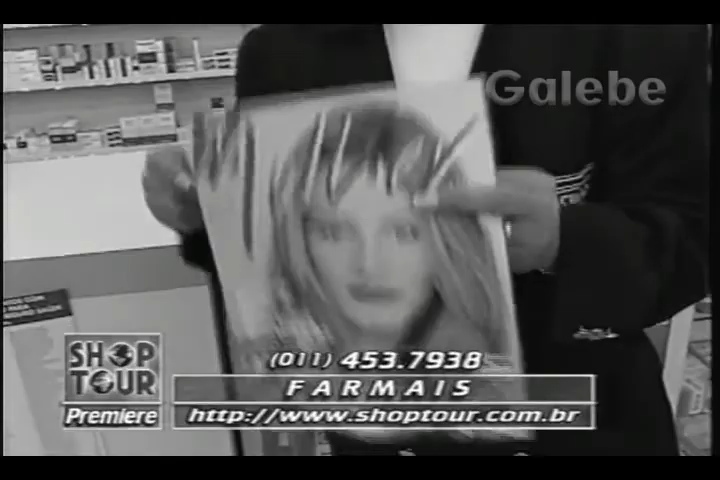 Galebe
SHOP
TOUR
Premiere
(011) 453.7938
FARMAIS
http://www.shoptour.com.br